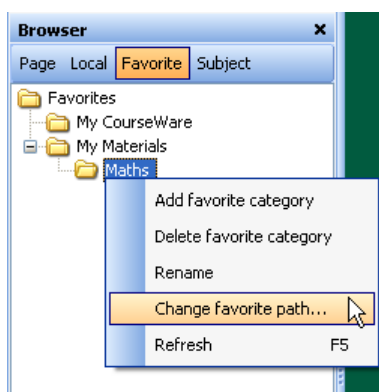 Browser x
Page Local Favorite Subject
Favorites
My CourseWare
My Materials
Maths
Add favorite category
Delete favorite category
Rename
Change favorite path...
Refresh F5